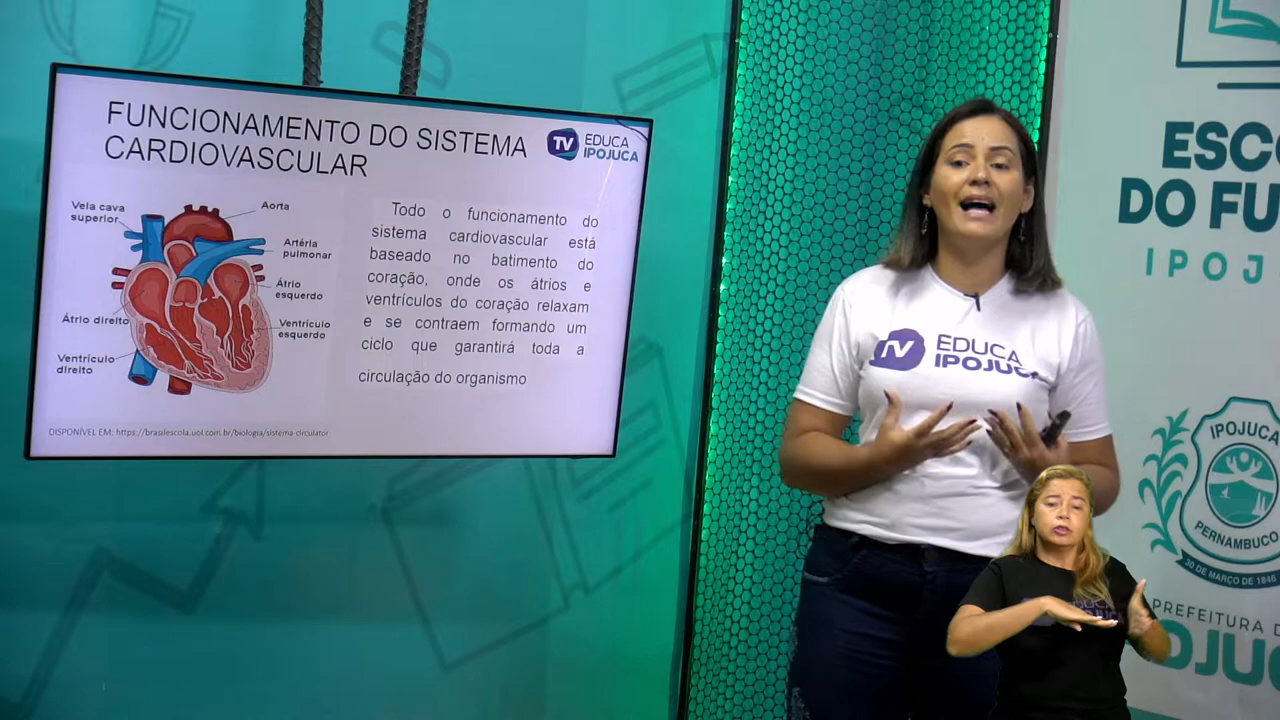 FUNCIONAMENTO DO SISTEMA
CARDIOVASCULAR
TV EDUCA
IPOJUCA
Veia cava
superior
Aorta
Artéria
pulmonar
Átrio
esquerdo
Átrio direito
Ventrículo
esquerdo
Ventrículo
direito
Todo o funcionamento do
sistema cardiovascular está
baseado no batimento do
coração, onde os átrios e
ventrículos do coração relaxam
e se contraem formando um
ciclo que garantirá toda a
circulação do organismo
DISPONÍVEL EM: https://brasilescola.uol.com.br/biologia/sistema-circulator
TV EDUCA
IPOJUCA
ESCO
DO FU
IPOJ
IPOJUCA
PERNAMBUCO
30 DE MARÇO DE 1846
PREFEITURA D
OJUC
EDUCA